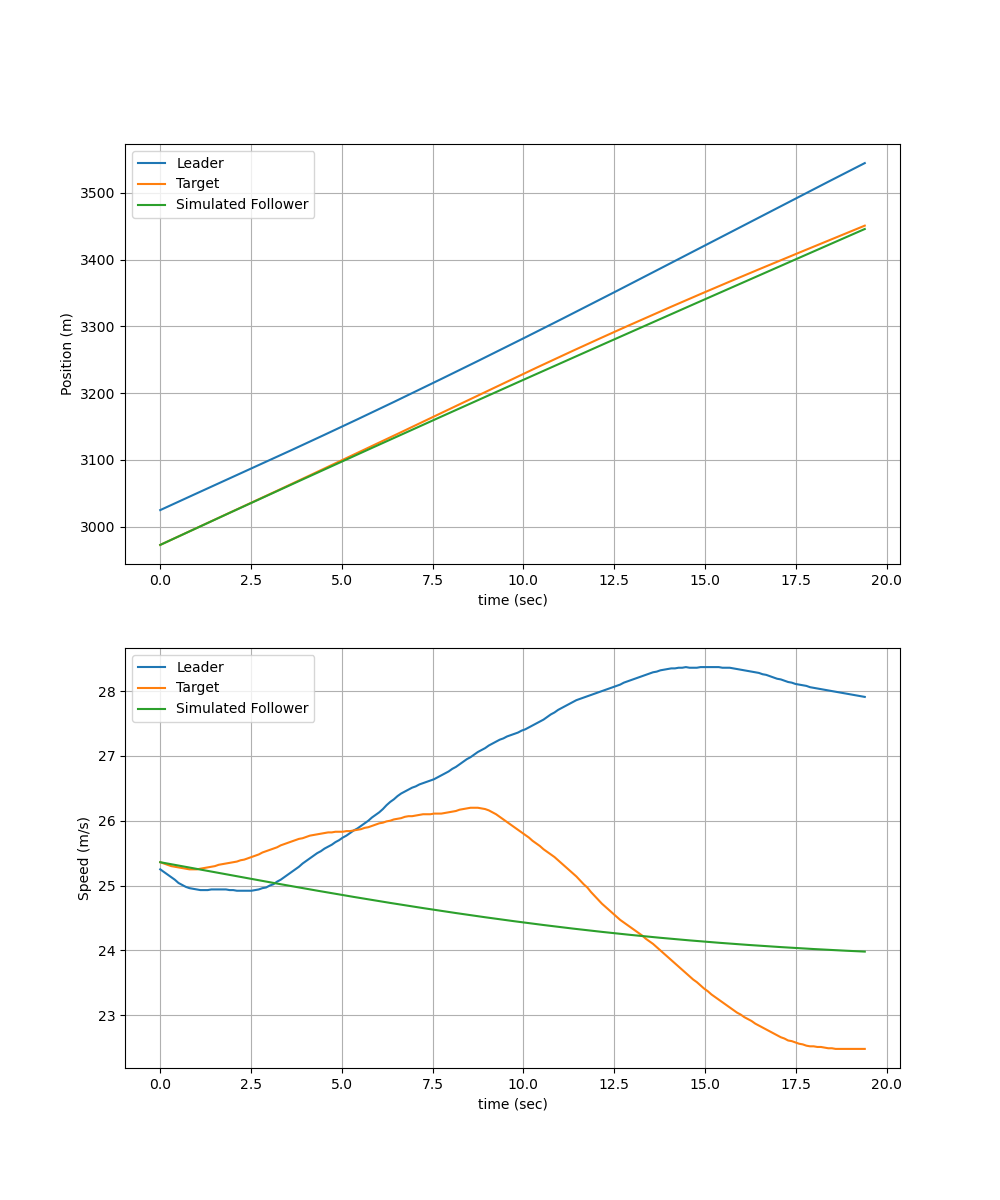 Leader
Target
Simulated Follower
3500
3400
3300
3200
3100
3000
Position (m)
0.0 2.5 5.0 7.5 10.0 12.5 15.0 17.5 20.0
time (sec)
Leader
Target
Simulated Follower
28
27
26
25
24
23
Speed (m/s)
0.0 2.5 5.0 7.5 10.0 12.5 15.0 17.5 20.0
time (sec)